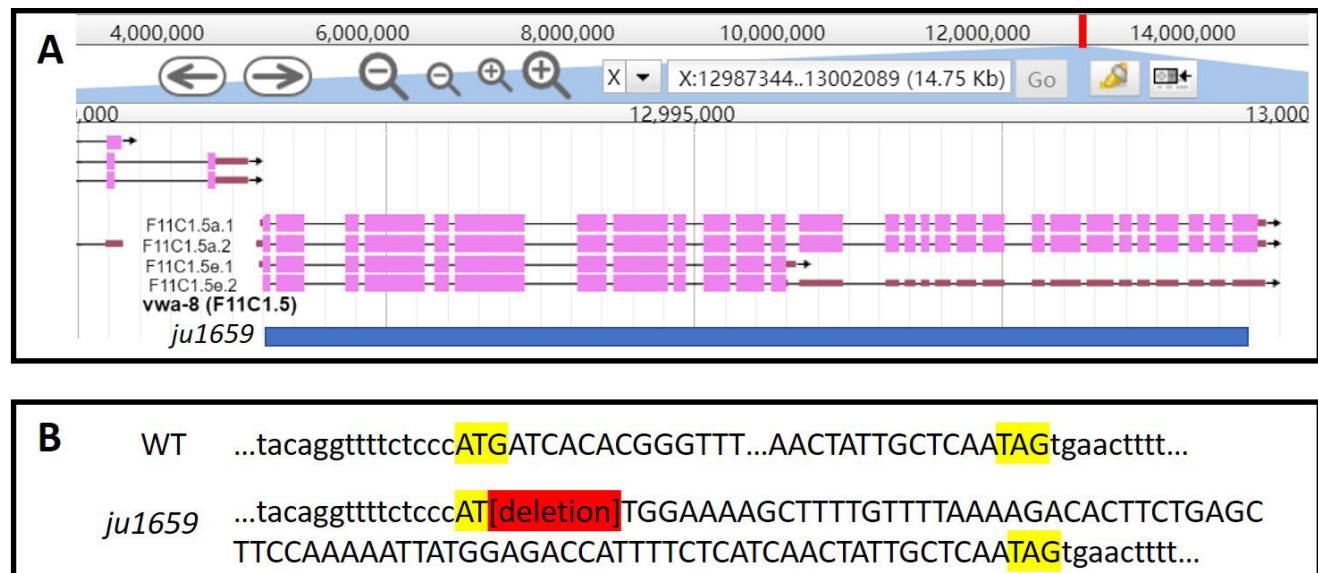 A
4,000,000 6,000,000 8,000,000 10,000,000 12,000,000 14,000,000
X X:12987344..13002089 (14.75 Kb) Go
,000 12,995,000 13,000
F11C1.5a.1
F11C1.5a.2
F11C1.5e.1
F11C1.5e.2
vwa-8 (F11C1.5)
ju1659
B
WT ...tacaggttttctcccATGATCACACGGGTTT...AACTATTGCTCAATAGtgaactttt...
ju1659 ...tacaggttttctcccAT[deletion]TGGAAAAGCTTTTGTTTTAAAAGACACTTCTGAGC
TTCCAAAAATTATGGAGACCATTTTCTCATCAACTATTGCTCAATAGtgaactttt...